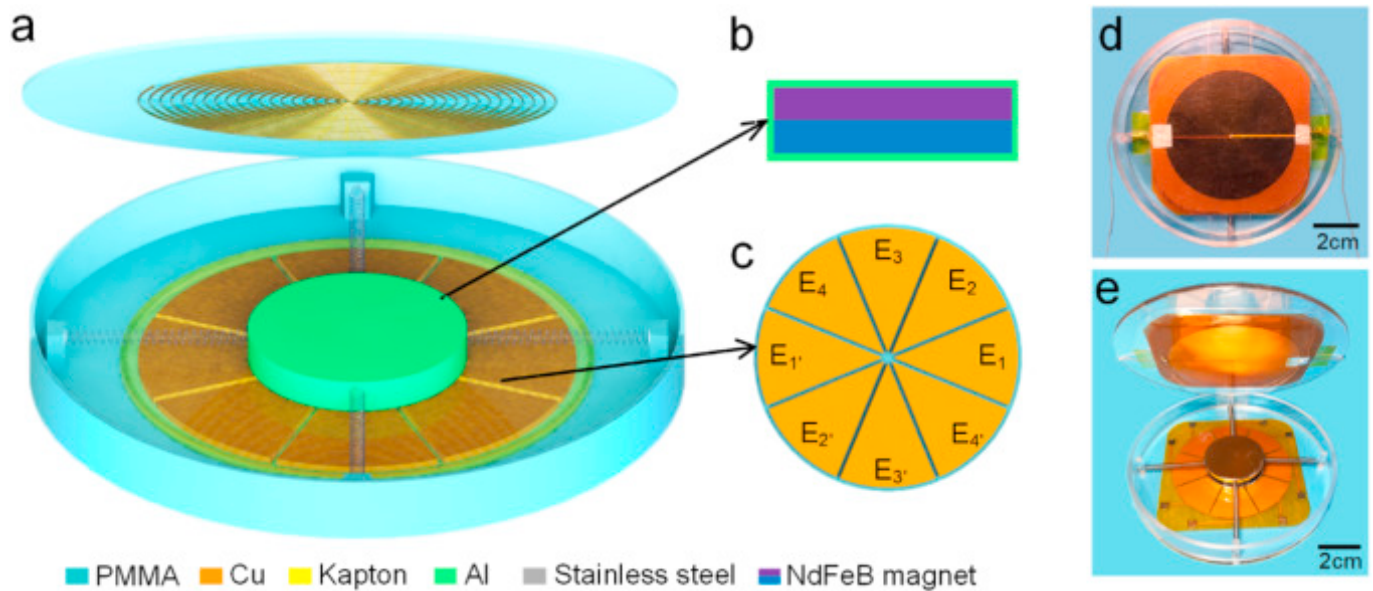 a
b
c
d
e
E₃
E₄
E₂
E₁'
E₁
E₂'
E₄'
E₃'
2cm
2cm
PMMA Cu Kapton Al Stainless steel NdFeB magnet